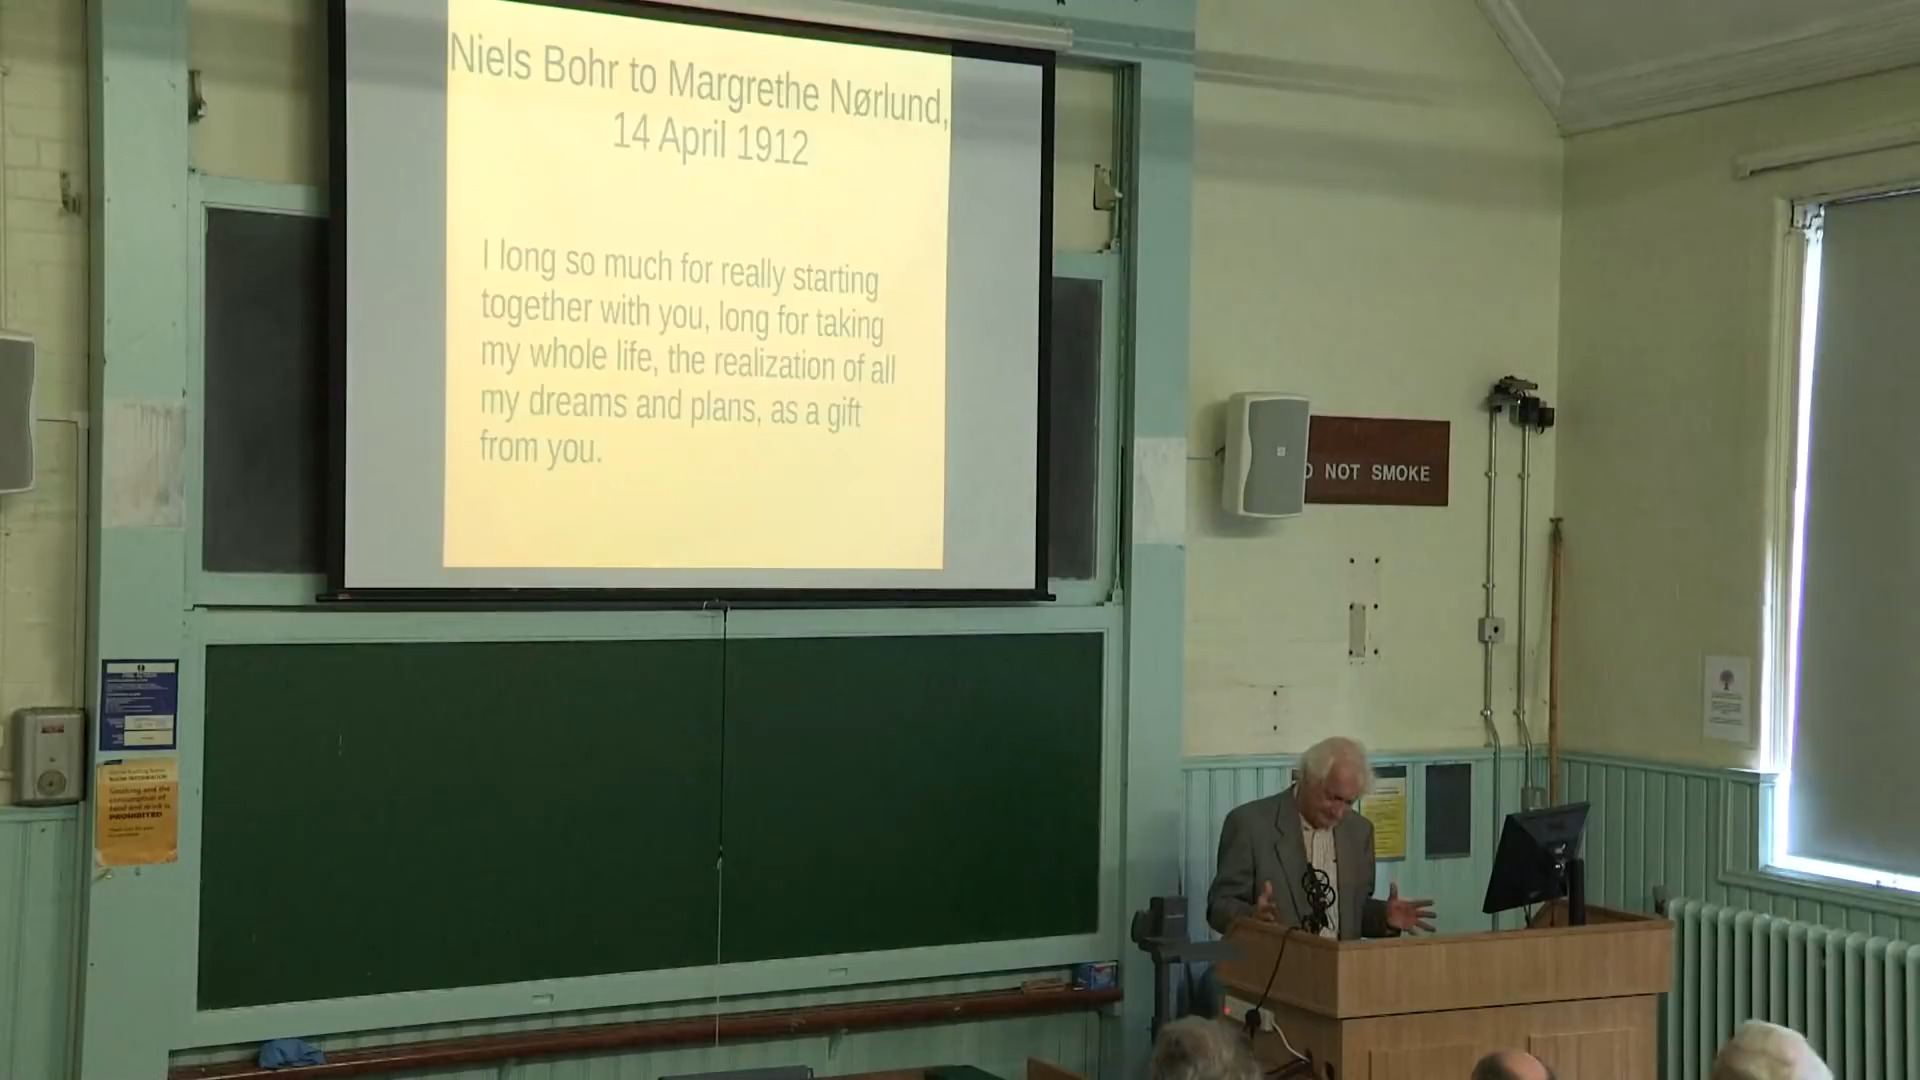 Niels Bohr to Margrethe Nørlund,
14 April 1912
I long so much for really starting
together with you, long for taking
my whole life, the realization of all
my dreams and plans, as a gift
from you.
NOT SMOKE
Smoking and the
consumption of
food and drink is
PROHIBITED